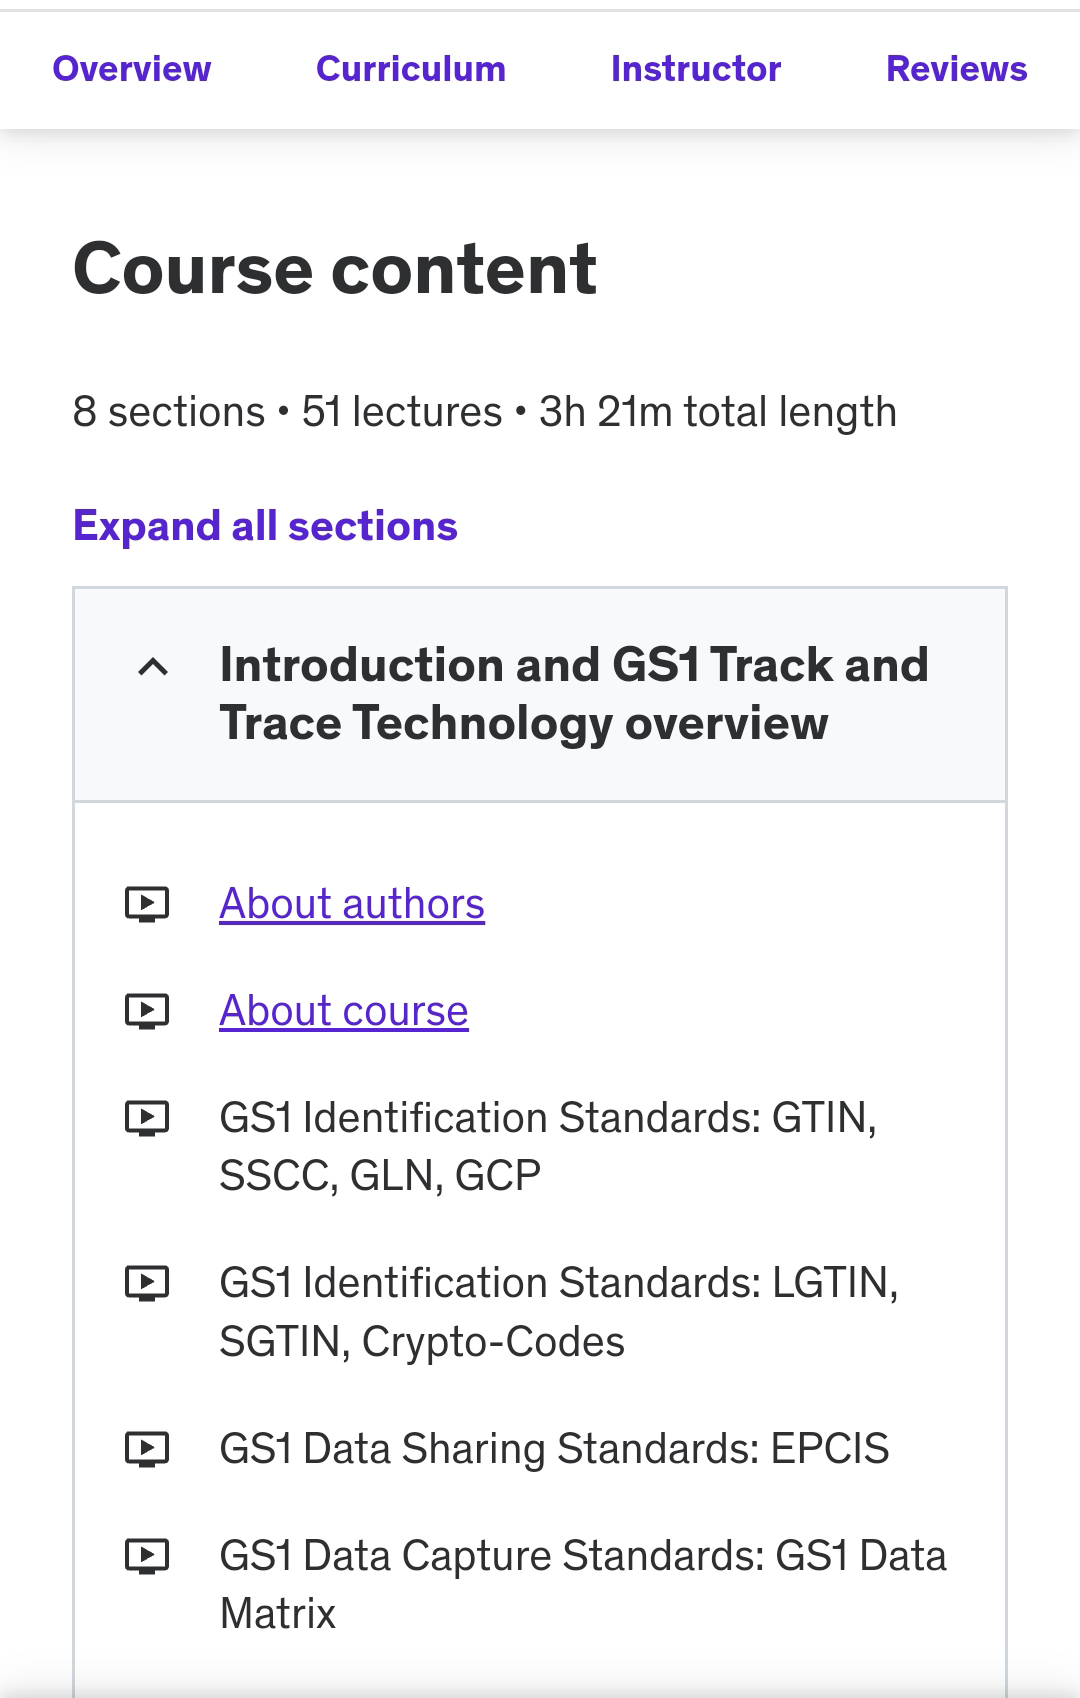 Overview Curriculum Instructor Reviews
Course content
8 sections • 51 lectures • 3h 21m total length
Expand all sections
Introduction and GS1 Track and
Trace Technology overview
About authors
About course
GS1 Identification Standards: GTIN,
SSCC, GLN, GCP
GS1 Identification Standards: LGTIN,
SGTIN, Crypto-Codes
GS1 Data Sharing Standards: EPCIS
GS1 Data Capture Standards: GS1 Data
Matrix